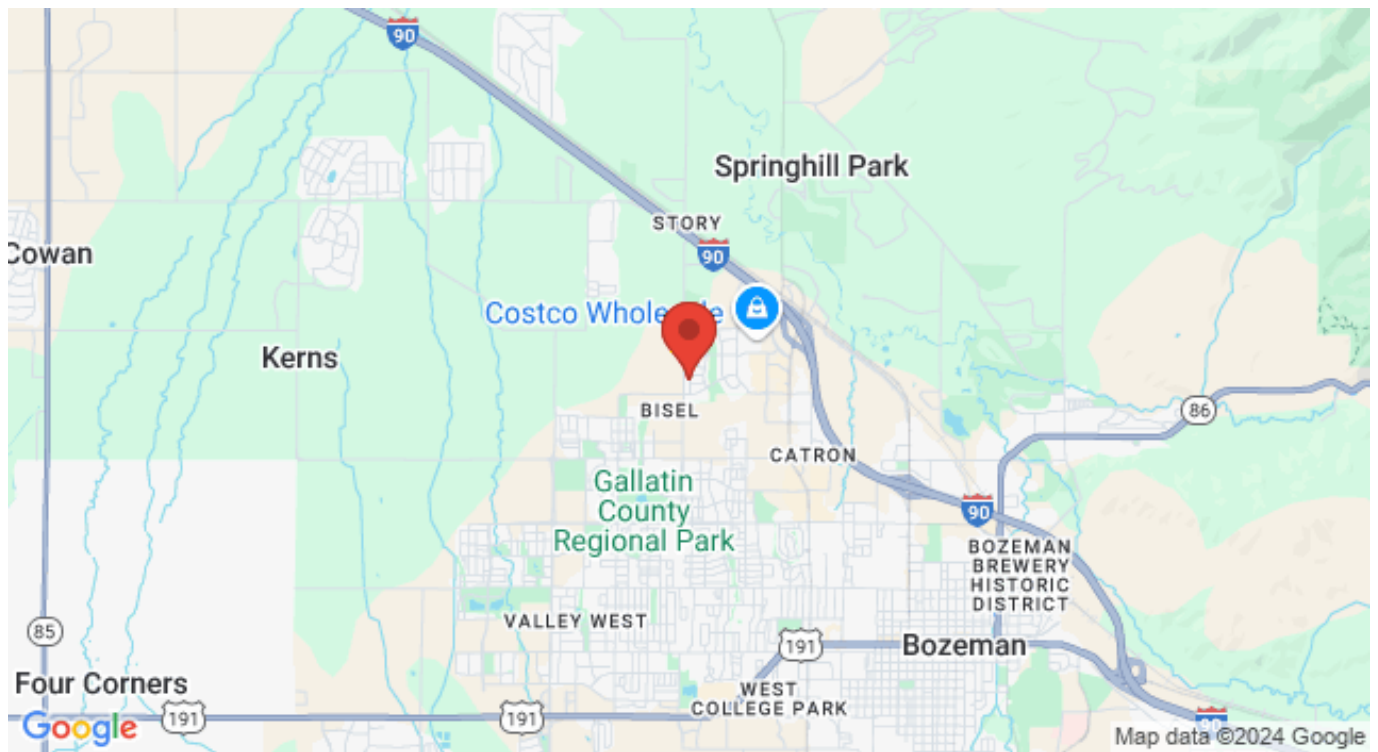 90
Springhill Park
STORY
Cowan
90
Costco Whole le
Kerns
86
BISEL
CATRON
Gallatin
County
Regional Park
90
BOZEMAN
BREWERY
HISTORIC
DISTRICT
VALLEY WEST
85
191
Bozeman
Four Corners
WEST
COLLEGE PARK
Google
191
191
90
Map data ©2024 Google